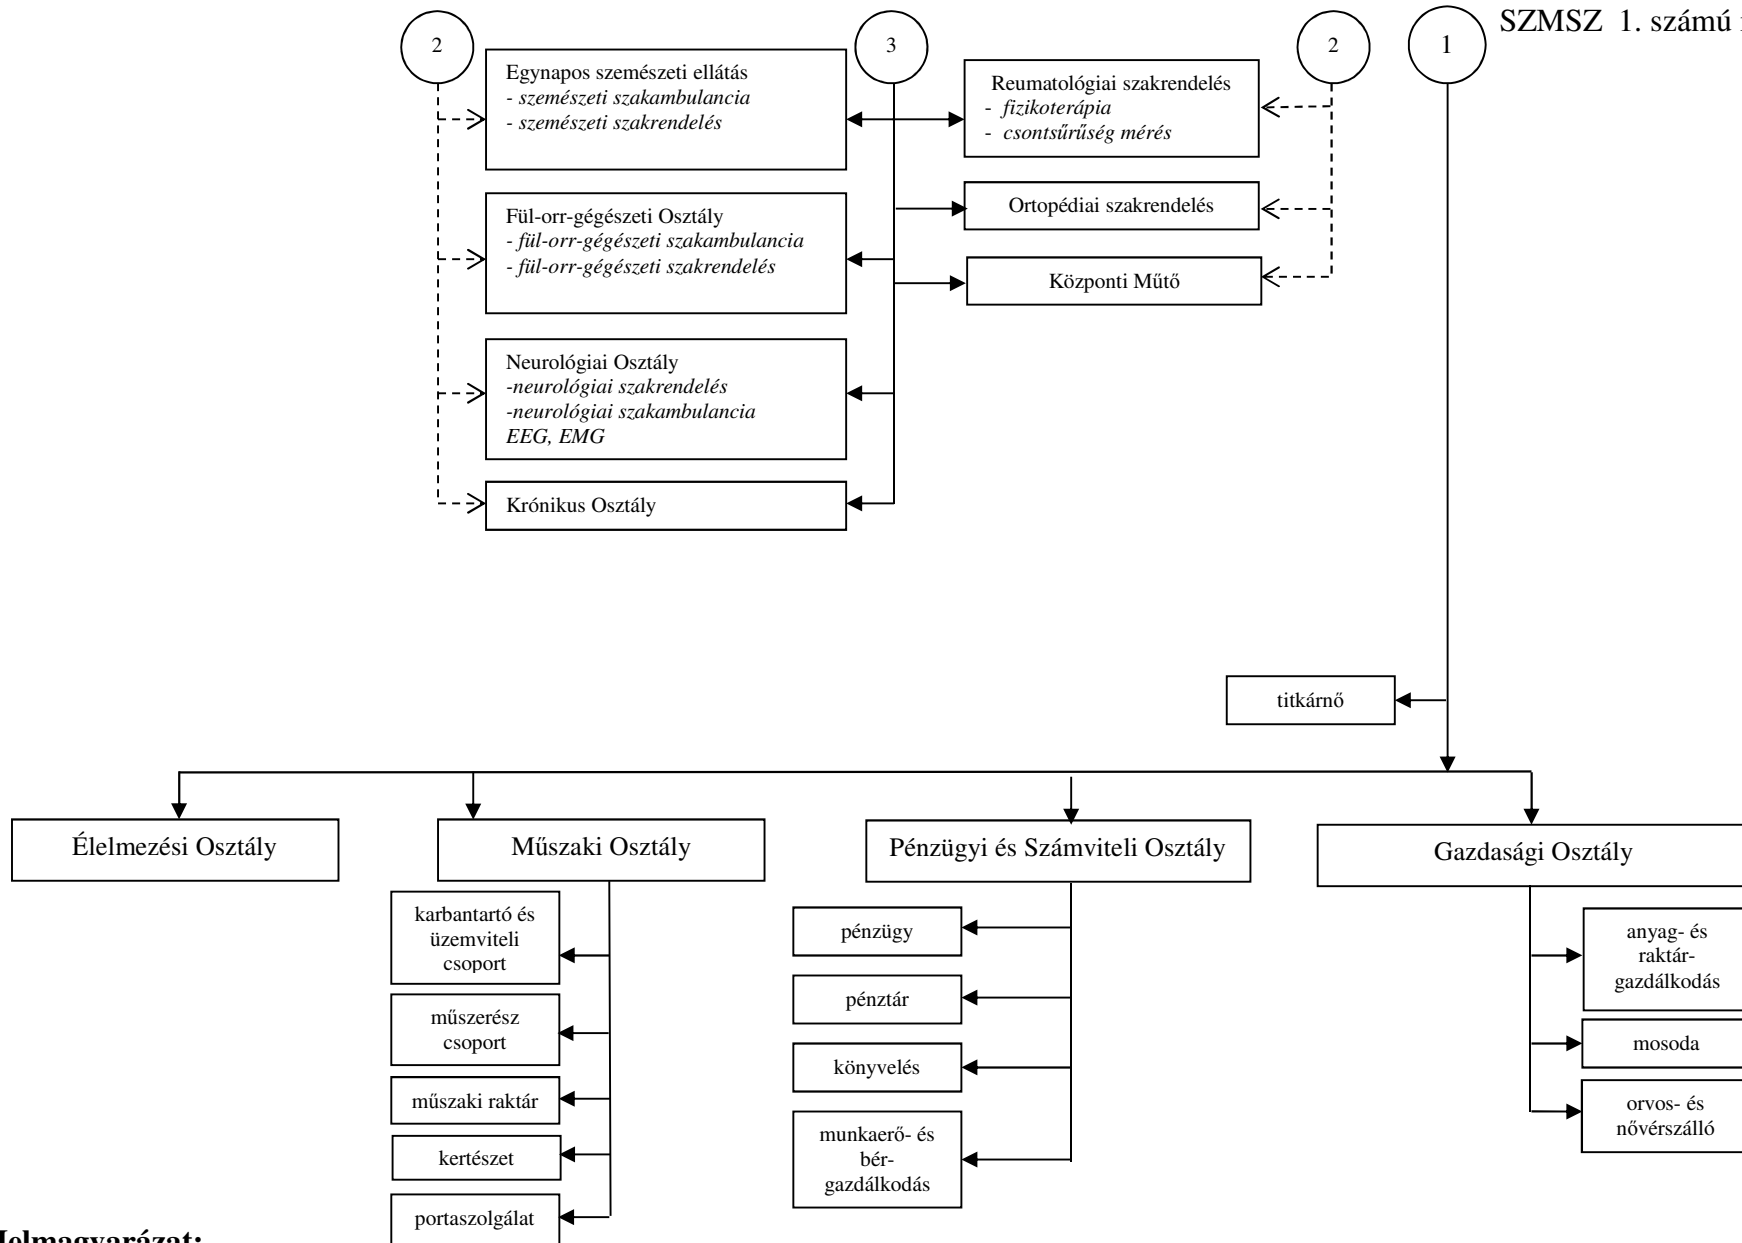 2
3
2
1
SZMSZ 1. számú
Egynapos szemészeti ellátás
- szemészeti szakambulancia
- szemészeti szakrendelés
Reumatológiai szakrendelés
- fizikoterápia
- csontsűrűség mérés
Fül-orr-gégészeti Osztály
- fül-orr-gégészeti szakambulancia
- fül-orr-gégészeti szakrendelés
Ortopédiai szakrendelés
Központi Műtő
Neurológiai Osztály
-neurológiai szakrendelés
-neurológiai szakambulancia
EEG, EMG
Krónikus Osztály
titkárnő
Élelmezési Osztály
Műszaki Osztály
Pénzügyi és Számviteli Osztály
Gazdasági Osztály
karbantartó és
üzemviteli
csoport
műszerész
csoport
műszaki raktár
kertészet
portaszolgálat
pénzügy
pénztár
könyvelés
munkaerő- és
bér-
gazdálkodás
anyag- és
raktár-
gazdálkodás
mosoda
orvos- és
nővérszálló